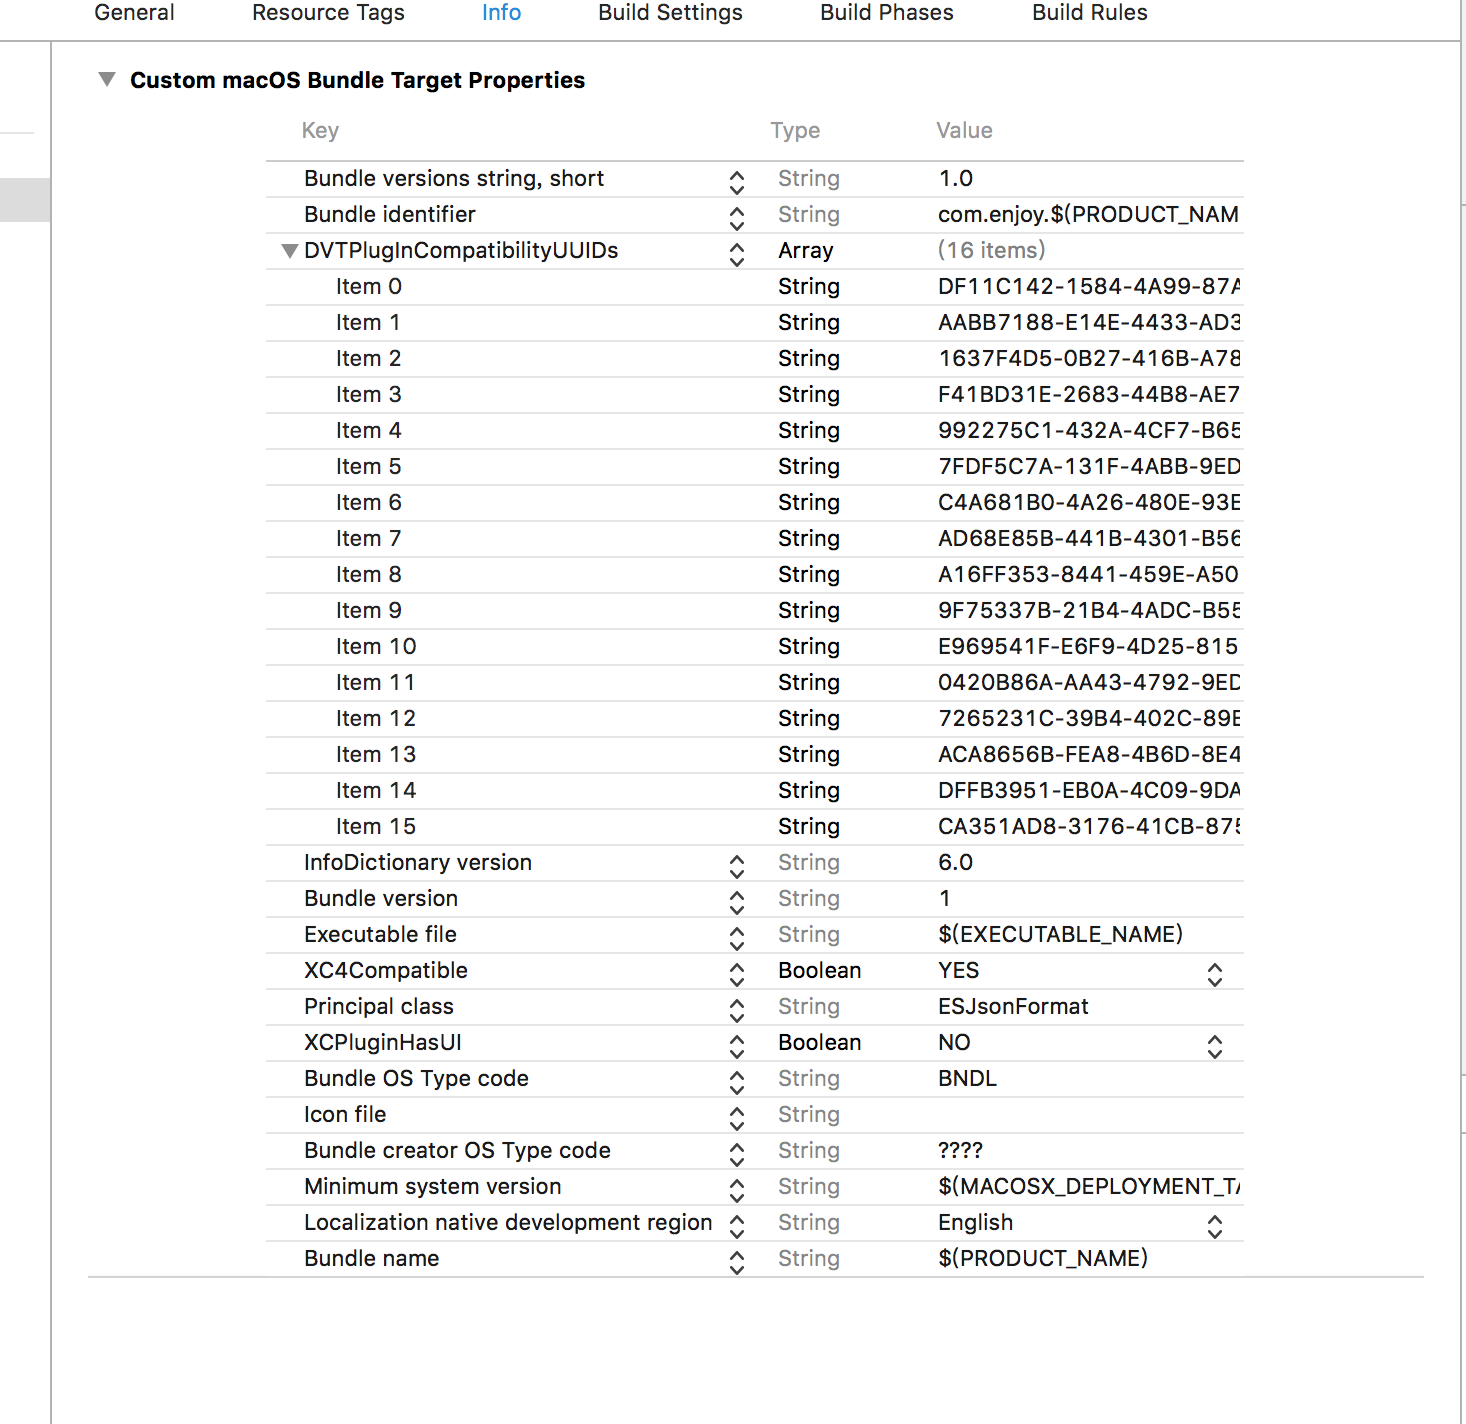 General Resource Tags Info Build Settings Build Phases Build Rules
Custom macOS Bundle Target Properties
Key Type Value
Bundle versions string, short String 1.0
Bundle identifier String com.enjoy.$(PRODUCT_NAM
DVTPlugInCompatibilityUUIDs Array (16 items)
Item 0 String DF11C142-1584-4A99-87A
Item 1 String AABB7188-E14E-4433-AD3
Item 2 String 1637F4D5-0B27-416B-A78
Item 3 String F41BD31E-2683-44B8-AE7
Item 4 String 992275C1-432A-4CF7-B65
Item 5 String 7FDF5C7A-131F-4ABB-9ED
Item 6 String C4A681B0-4A26-480E-93E
Item 7 String AD68E85B-441B-4301-B56
Item 8 String A16FF353-8441-459E-A50
Item 9 String 9F75337B-21B4-4ADC-B55
Item 10 String E969541F-E6F9-4D25-815
Item 11 String 0420B86A-AA43-4792-9ED
Item 12 String 7265231C-39B4-402C-89E
Item 13 String ACA8656B-FEA8-4B6D-8E4
Item 14 String DFFB3951-EB0A-4C09-9DA
Item 15 String CA351AD8-3176-41CB-875
InfoDictionary version String 6.0
Bundle version String 1
Executable file String $(EXECUTABLE_NAME)
XC4Compatible Boolean YES
Principal class String ESJsonFormat
XCPluginHasUI Boolean NO
Bundle OS Type code String BNDL
Icon file String
Bundle creator OS Type code String ????
Minimum system version String $(MACOSX_DEPLOYMENT_TA
Localization native development region String English
Bundle name String $(PRODUCT_NAME)